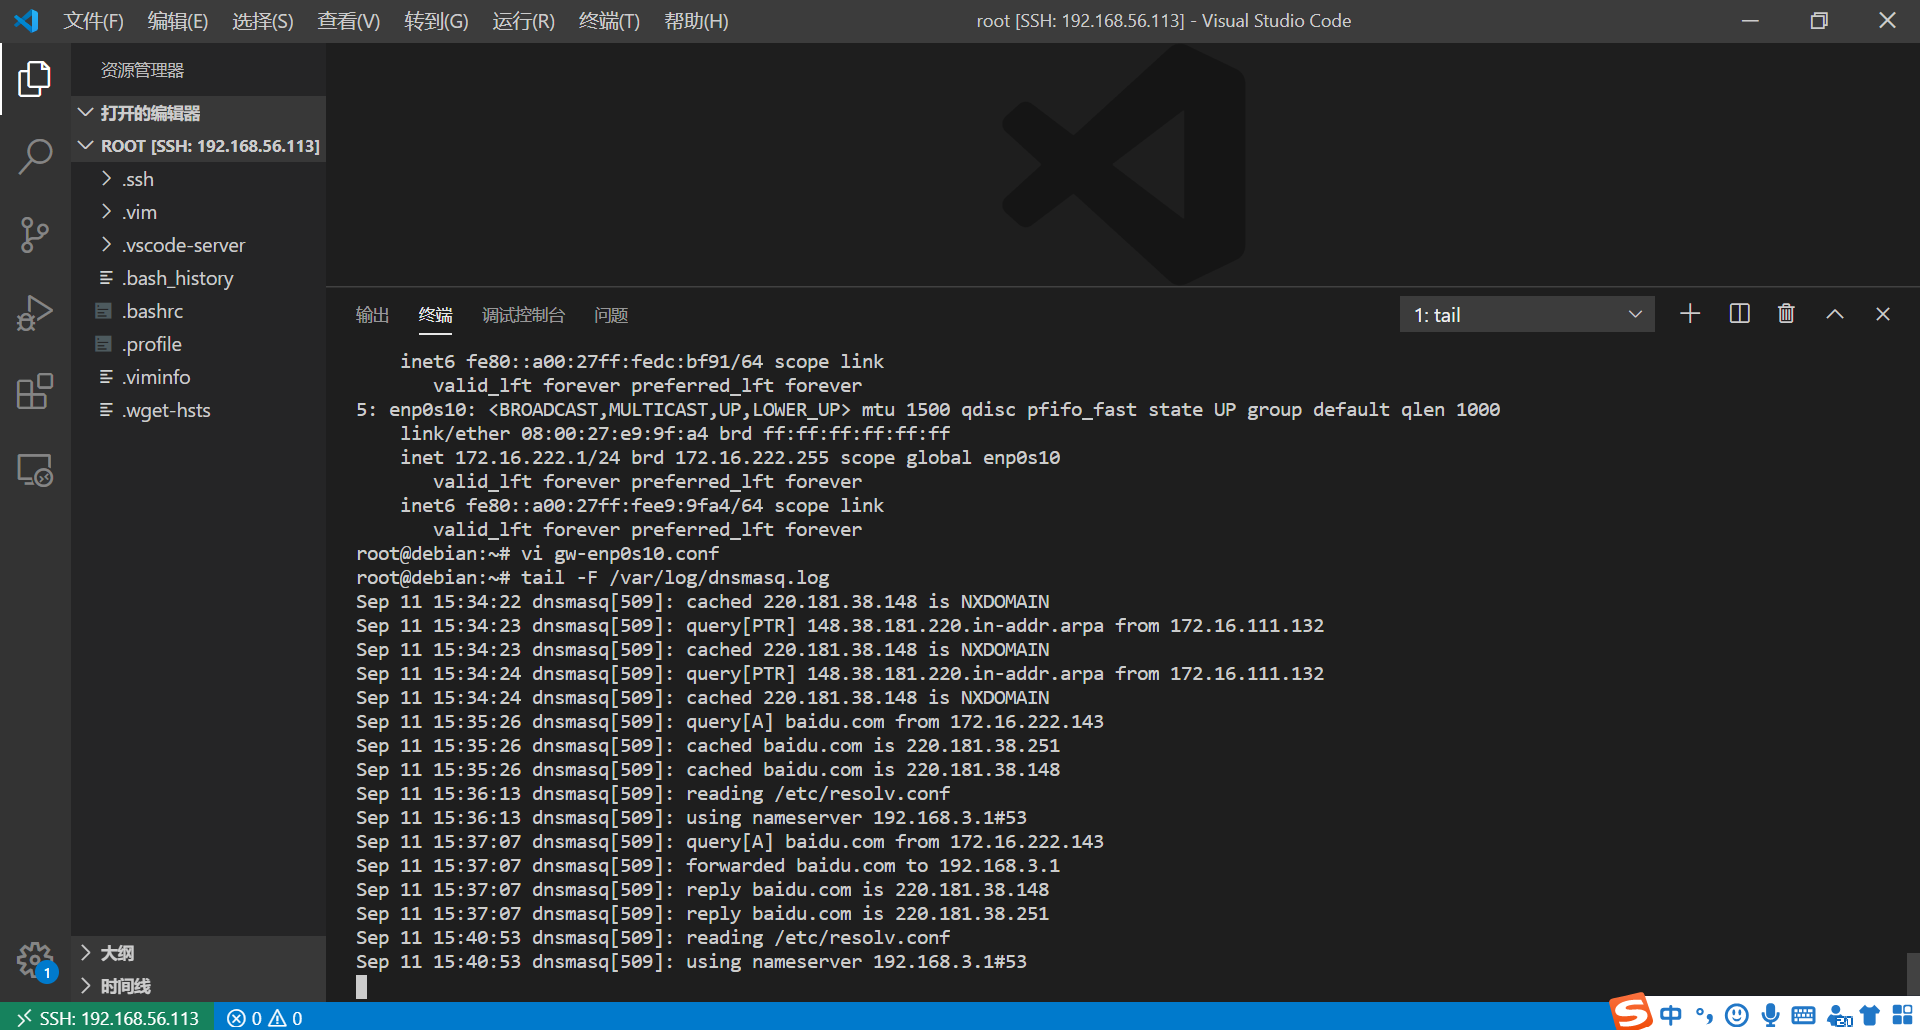 文件(F) 编辑(E) 选择(S) 查看(V) 转到(G) 运行(R) 终端(T) 帮助(H) root [SSH: 192.168.56.113] - Visual Studio Code
资源管理器
打开的编辑器
ROOT [SSH: 192.168.56.113]
.ssh
.vim
.vscode-server
.bash_history
.bashrc
.profile
.viminfo
.wget-hsts
大纲
时间线
1
输出 终端 调试控制台 问题 1: tail
inet6 fe80::a00:27ff:fedc:bf91/64 scope link
valid_lft forever preferred_lft forever
5: enp0s10: <BROADCAST,MULTICAST,UP,LOWER_UP> mtu 1500 qdisc pfifo_fast state UP group default qlen 1000
link/ether 08:00:27:e9:9f:a4 brd ff:ff:ff:ff:ff:ff
inet 172.16.222.1/24 brd 172.16.222.255 scope global enp0s10
valid_lft forever preferred_lft forever
inet6 fe80::a00:27ff:fee9:9fa4/64 scope link
valid_lft forever preferred_lft forever
root@debian:~# vi gw-enp0s10.conf
root@debian:~# tail -F /var/log/dnsmasq.log
Sep 11 15:34:22 dnsmasq[509]: cached 220.181.38.148 is NXDOMAIN
Sep 11 15:34:23 dnsmasq[509]: query[PTR] 148.38.181.220.in-addr.arpa from 172.16.111.132
Sep 11 15:34:23 dnsmasq[509]: cached 220.181.38.148 is NXDOMAIN
Sep 11 15:34:24 dnsmasq[509]: query[PTR] 148.38.181.220.in-addr.arpa from 172.16.111.132
Sep 11 15:34:24 dnsmasq[509]: cached 220.181.38.148 is NXDOMAIN
Sep 11 15:35:26 dnsmasq[509]: query[A] baidu.com from 172.16.222.143
Sep 11 15:35:26 dnsmasq[509]: cached baidu.com is 220.181.38.251
Sep 11 15:35:26 dnsmasq[509]: cached baidu.com is 220.181.38.148
Sep 11 15:36:13 dnsmasq[509]: reading /etc/resolv.conf
Sep 11 15:36:13 dnsmasq[509]: using nameserver 192.168.3.1#53
Sep 11 15:37:07 dnsmasq[509]: query[A] baidu.com from 172.16.222.143
Sep 11 15:37:07 dnsmasq[509]: forwarded baidu.com to 192.168.3.1
Sep 11 15:37:07 dnsmasq[509]: reply baidu.com is 220.181.38.148
Sep 11 15:37:07 dnsmasq[509]: reply baidu.com is 220.181.38.251
Sep 11 15:40:53 dnsmasq[509]: reading /etc/resolv.conf
Sep 11 15:40:53 dnsmasq[509]: using nameserver 192.168.3.1#53
SSH: 192.168.56.113 0 0 S 中 20